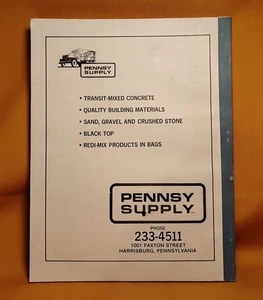 PENNSY
SUPPLY
• TRANSIT-MIXED CONCRETE
• QUALITY BUILDING MATERIALS
• SAND, GRAVEL AND CRUSHED STONE
• BLACK TOP
• REDI-MIX PRODUCTS IN BAGS
PENNSY
SUPPLY
PHONE
233-4511
1001 PAXTON STREET
HARRISBURG, PENNSYLVANIA